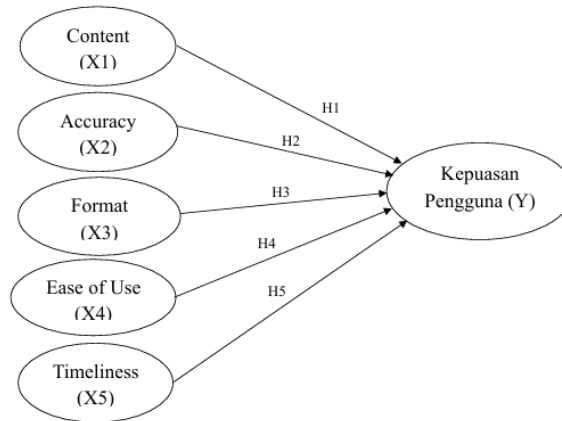 Content
(X1)
H1
Accuracy
(X2)
H2
Kepuasan
Pengguna (Y)
Format
(X3)
H3
Ease of Use
(X4)
H4
Timeliness
(X5)
H5